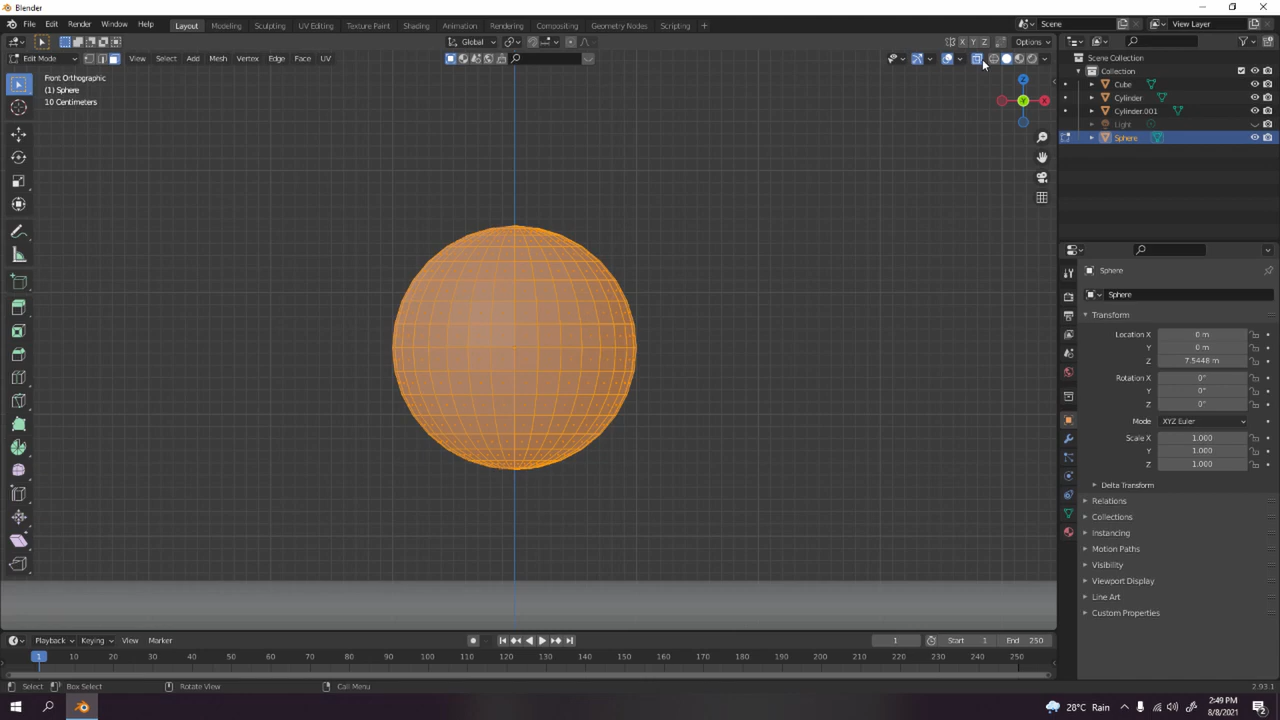 Blender
File Edit Render Window Help Layout Modeling Sculpting UV Editing Texture Paint Shading Animation Rendering Compositing Geometry Nodes Scripting + Scene View Layer
Global X Y Z Options
Edit Mode View Select Add Mesh Vertex Edge Face UV
Front Orthographic
(1) Sphere
10 Centimeters
Z
Y
X
Scene Collection
Collection
Cube
Cylinder
Cylinder.001
Light
Sphere
Sphere
Sphere
Transform
Location X 0 m
Y 0 m
Z 7.5448 m
Rotation X 0°
Y 0°
Z 0°
Mode XYZ Euler
Scale X 1.000
Y 1.000
Z 1.000
Delta Transform
Relations
Collections
Instancing
Motion Paths
Visibility
Viewport Display
Line Art
Custom Properties
Playback Keying View Marker 1 Start 1 End 250
1 10 20 30 40 50 60 70 80 90 100 110 120 130 140 150 160 170 180 190 200 210 220 230 240 250
Select Box Select Rotate View Call Menu 2.93.1
28°C Rain 2:49 PM
8/8/2021 2